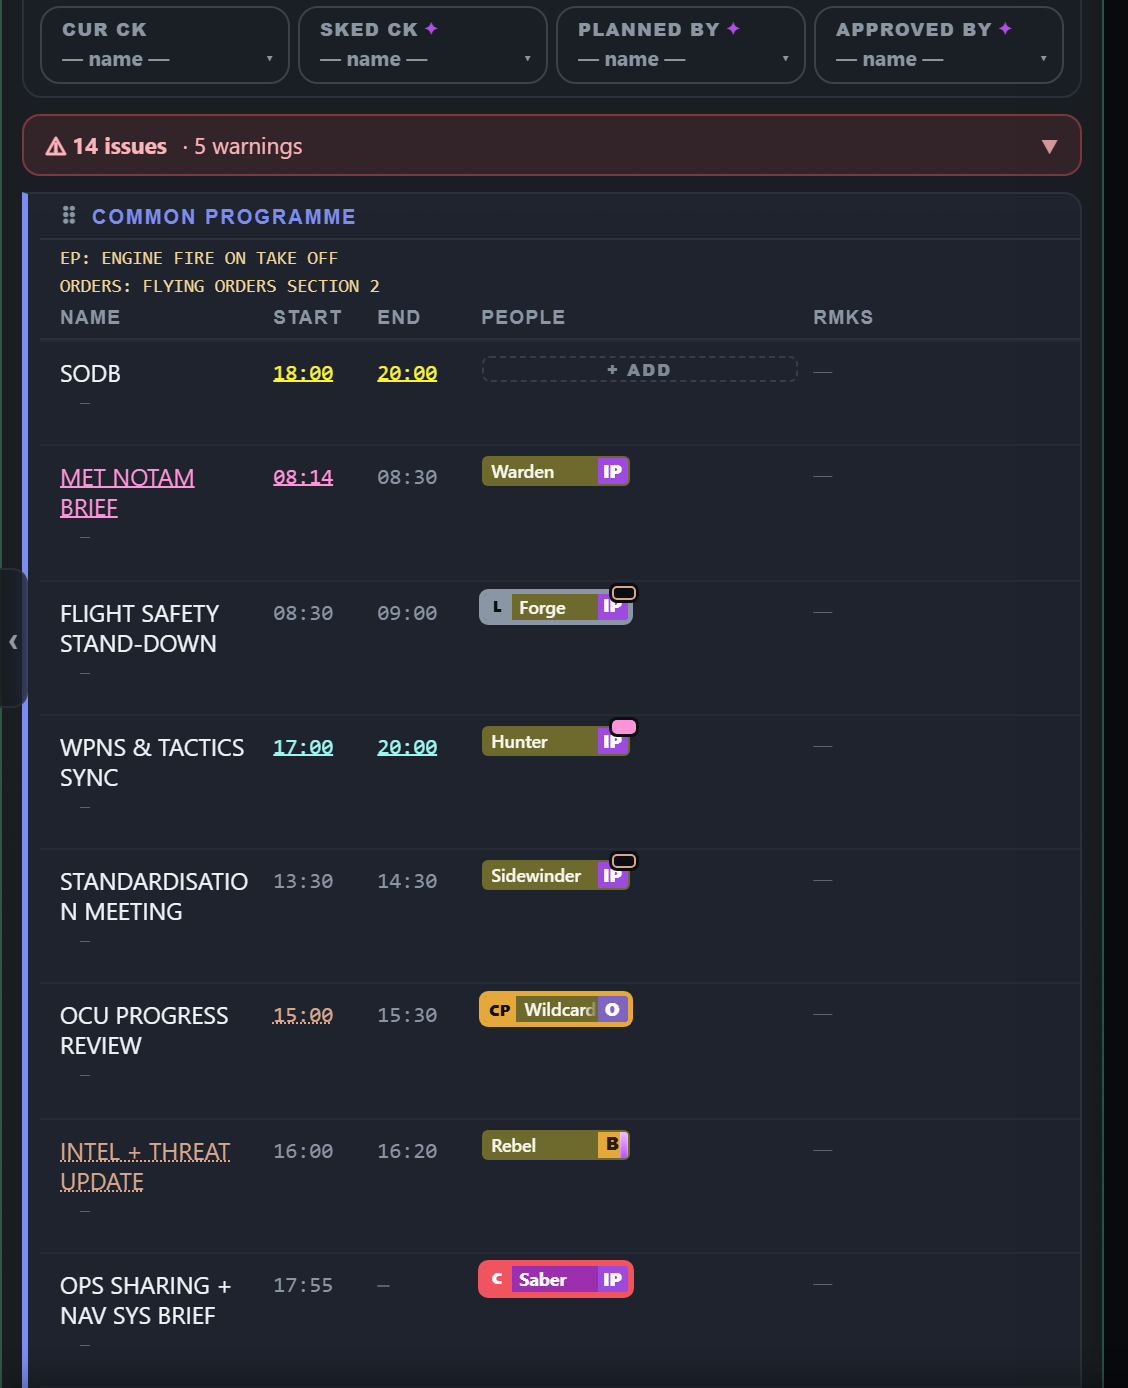 CUR CK
— name —
SKED CK ✦
— name —
PLANNED BY ✦
— name —
APPROVED BY ✦
— name —
⚠ 14 issues · 5 warnings
COMMON PROGRAMME
EP: ENGINE FIRE ON TAKE OFF
ORDERS: FLYING ORDERS SECTION 2
NAME START END PEOPLE RMKS
SODB 18:00 20:00 + ADD —
—
MET NOTAM 08:14 08:30 Warden IP —
BRIEF
—
FLIGHT SAFETY 08:30 09:00 L Forge IP —
STAND-DOWN
—
WPNS & TACTICS 17:00 20:00 Hunter IP —
SYNC
—
STANDARDISATIO 13:30 14:30 Sidewinder IP —
N MEETING
—
OCU PROGRESS 15:00 15:30 CP Wildcard O —
REVIEW
—
INTEL + THREAT 16:00 16:20 Rebel B —
UPDATE
—
OPS SHARING + 17:55 — C Saber IP —
NAV SYS BRIEF
—